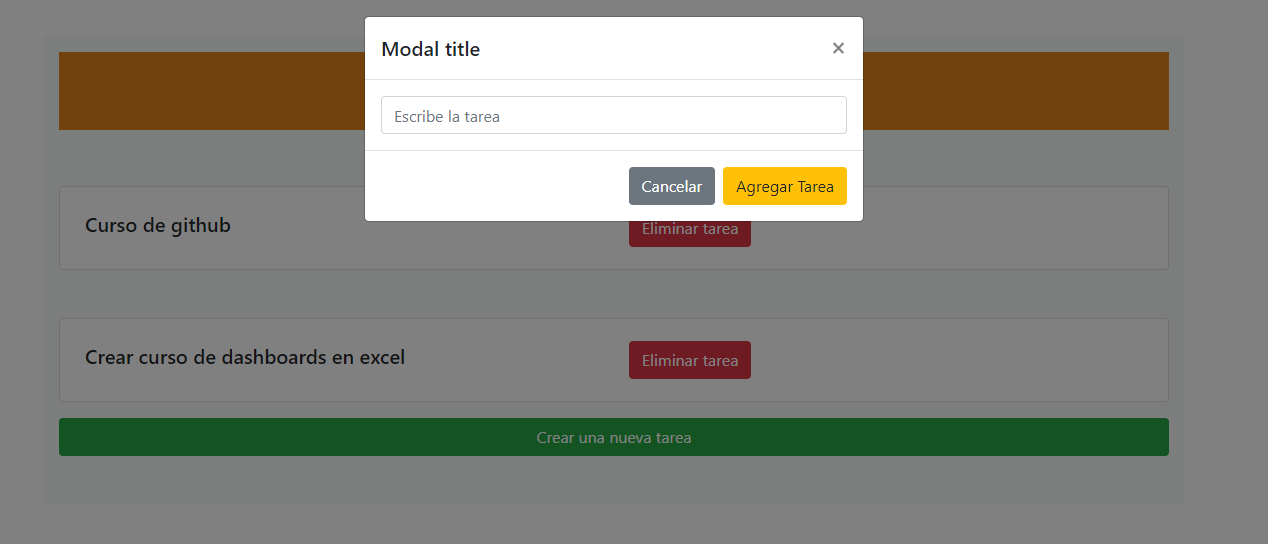 Modal title
×
Escribe la tarea
Cancelar
Agregar Tarea
Curso de github
Eliminar tarea
Crear curso de dashboards en excel
Eliminar tarea
Crear una nueva tarea